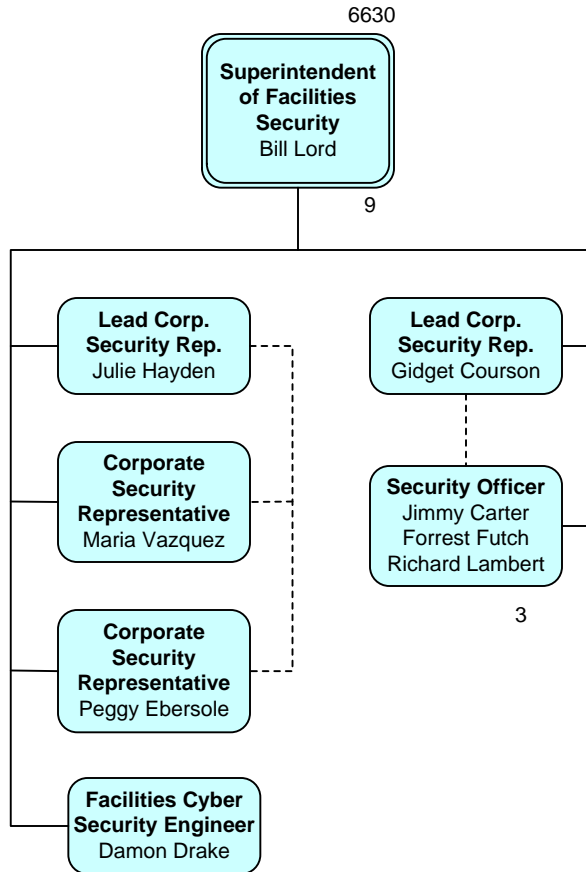 6630
Superintendent
of Facilities
Security
Bill Lord
9
Lead Corp.
Security Rep.
Julie Hayden
Corporate
Security
Representative
Maria Vazquez
Corporate
Security
Representative
Peggy Ebersole
Facilities Cyber
Security Engineer
Damon Drake
Lead Corp.
Security Rep.
Gidget Courson
Security Officer
Jimmy Carter
Forrest Futch
Richard Lambert
3